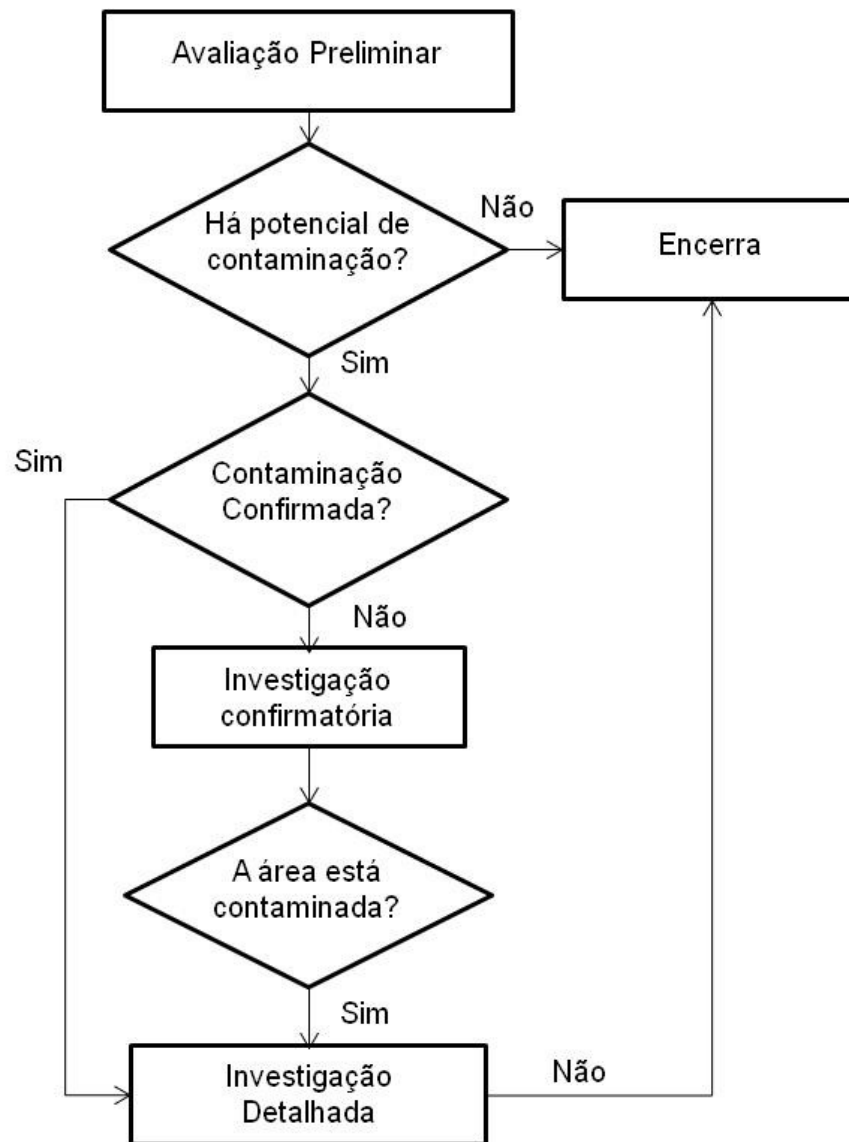 Avaliação Preliminar
Há potencial de
contaminação?
Não
Encerra
Sim
Sim
Contaminação
Confirmada?
Não
Investigação
confirmatória
A área está
contaminada?
Sim
Investigação
Detalhada
Não